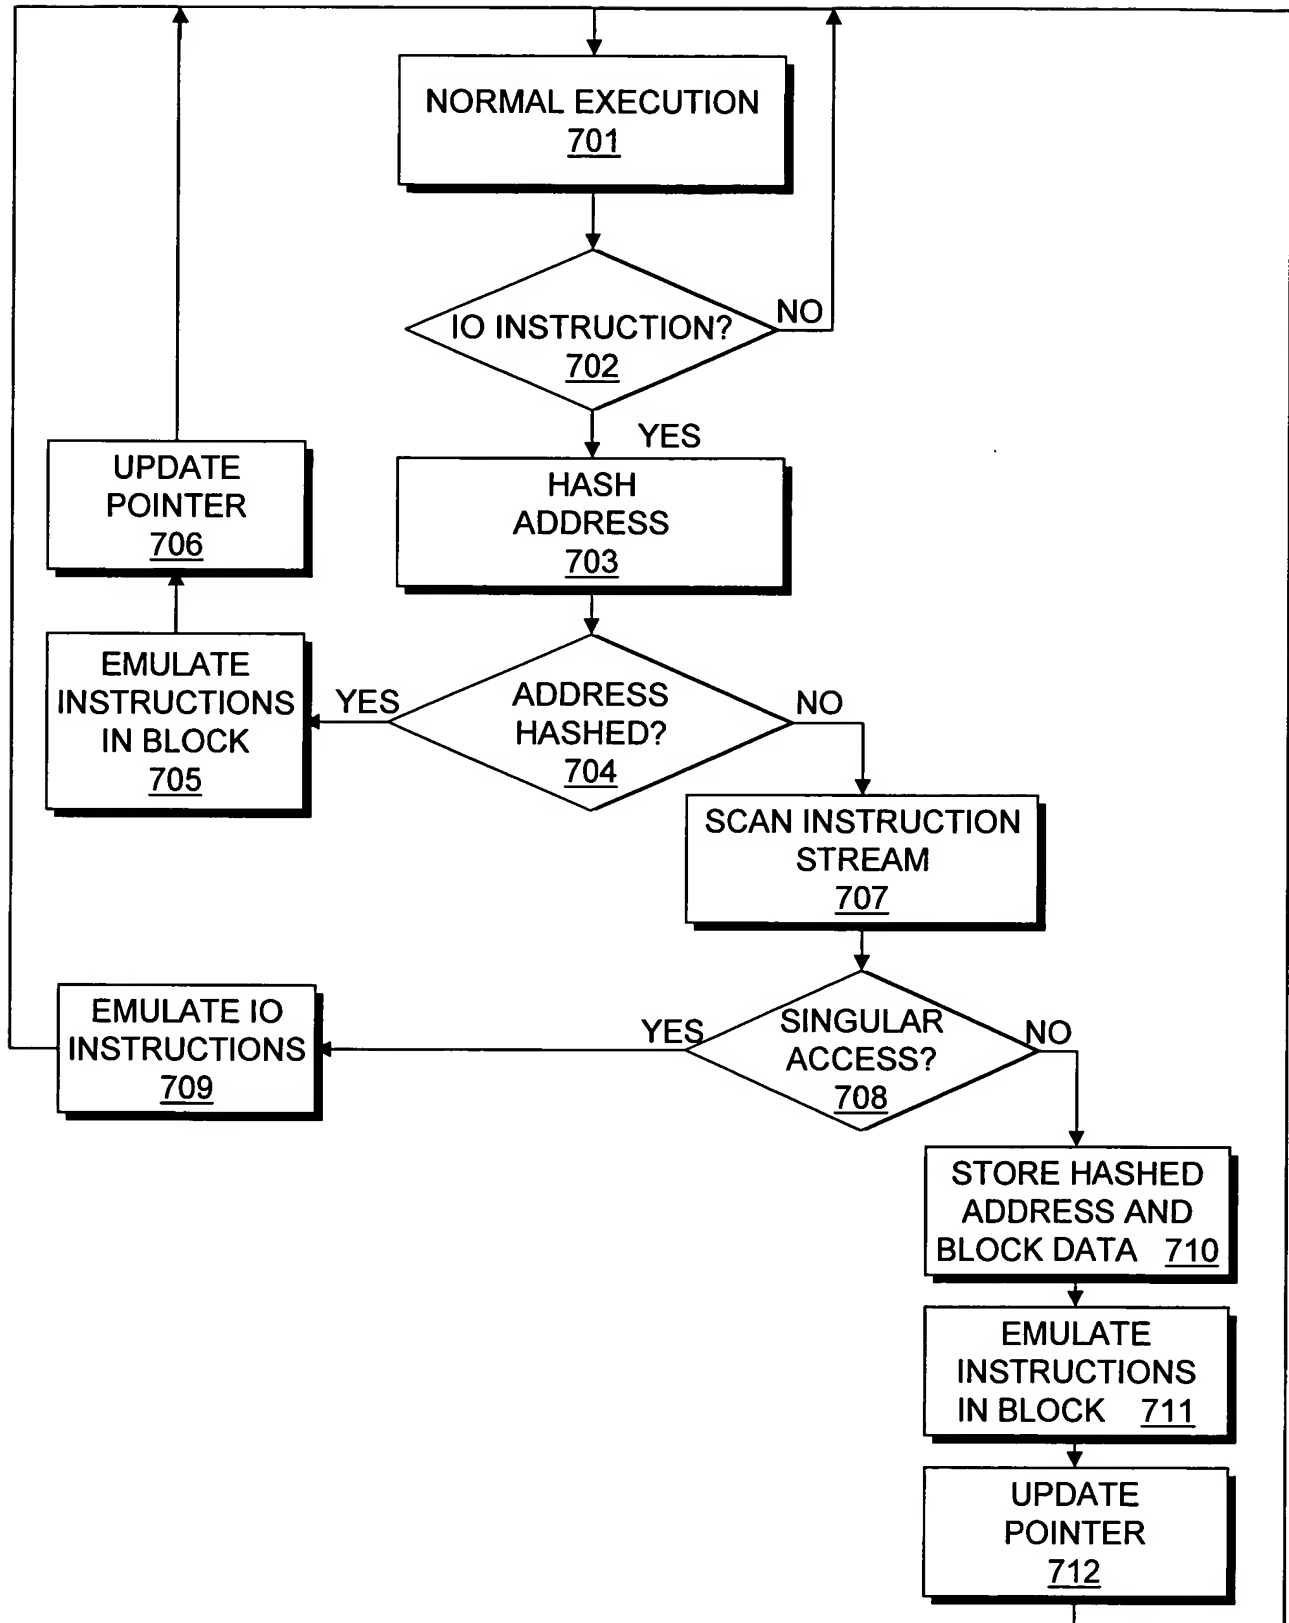 NORMAL EXECUTION
701
IO INSTRUCTION?
702
NO
YES
HASH
ADDRESS
703
UPDATE
POINTER
706
ADDRESS
HASHED?
704
YES
NO
EMULATE
INSTRUCTIONS
IN BLOCK
705
SCAN INSTRUCTION
STREAM
707
SINGULAR
ACCESS?
708
YES
NO
EMULATE IO
INSTRUCTIONS
709
STORE HASHED
ADDRESS AND
BLOCK DATA 710
EMULATE
INSTRUCTIONS
IN BLOCK 711
UPDATE
POINTER
712